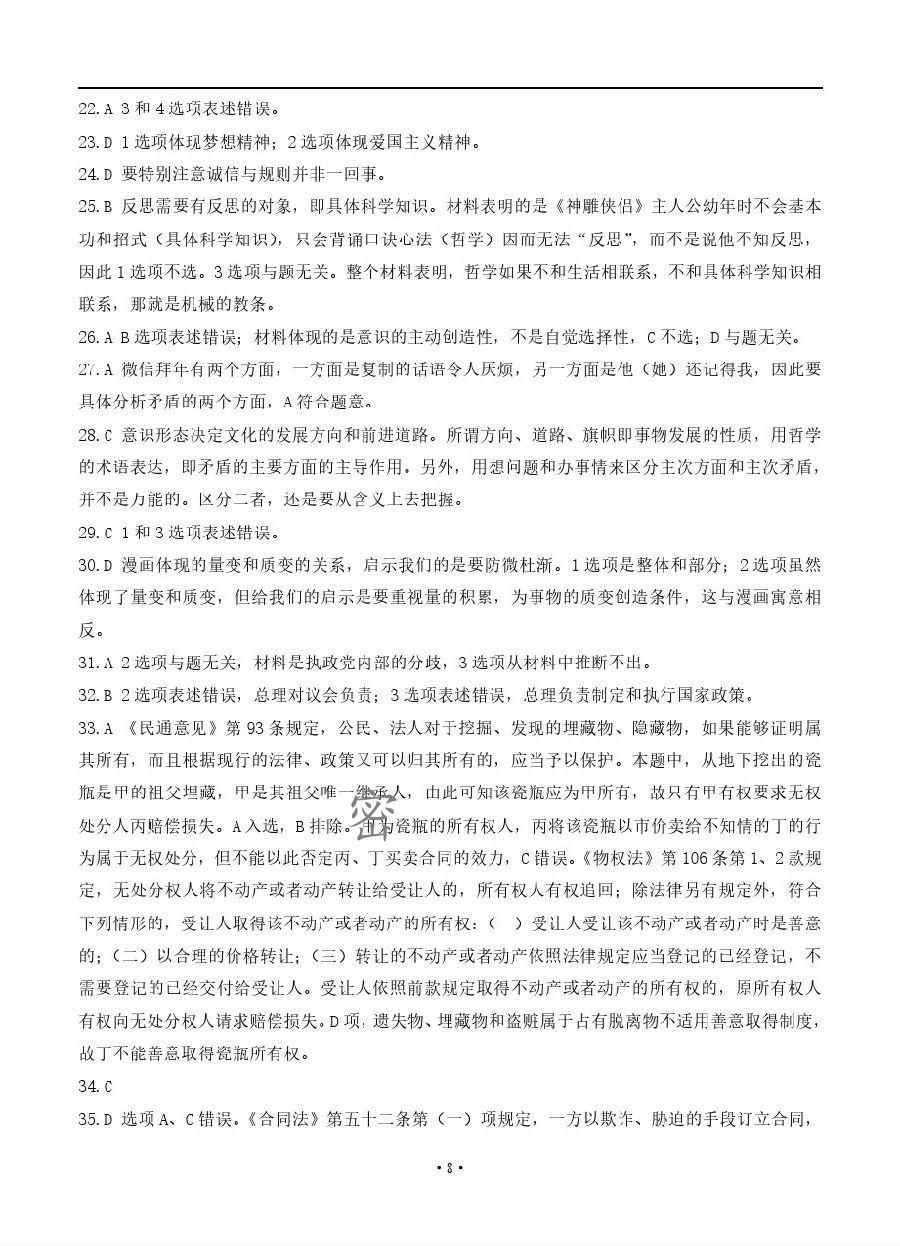 22.A 3 和 4 选项表述错误。
23.D 1 选项体现梦想精神；2 选项体现爱国主义精神。
24.D 要特别注意诚信与规则并非一回事。
25.B 反思需要有反思的对象，即具体科学知识。材料表明的是《神雕侠侣》主人公幼年时不会基本
功和招式（具体科学知识），只会背诵口诀心法（哲学）因而无法“反思”，而不是说他不知反思，
因此 1 选项不选。3 选项与题无关。整个材料表明，哲学如果不和生活相联系，不和具体科学知识相
联系，那就是机械的教条。
26.A B 选项表述错误；材料体现的是意识的主动创造性，不是自觉选择性，C 不选；D 与题无关。
27.A 微信拜年有两个方面，一方面是复制的话语令人厌烦，另一方面是他（她）还记得我，因此要
具体分析矛盾的两个方面，A 符合题意。
28.C 意识形态决定文化的发展方向和前进道路。所谓方向、道路、旗帜即事物发展的性质，用哲学
的术语表达，即矛盾的主要方面的主导作用。另外，用想问题和办事情来区分主次方面和主次矛盾，
并不是万能的。区分二者，还是要从含义上去把握。
29.C 1 和 3 选项表述错误。
30.D 漫画体现的量变和质变的关系，启示我们的是要防微杜渐。1 选项是整体和部分；2 选项虽然
体现了量变和质变，但给我们的启示是要重视量的积累，为事物的质变创造条件，这与漫画寓意相
反。
31.A 2 选项与题无关，材料是执政党内部的分歧，3 选项从材料中推断不出。
32.B 2 选项表述错误，总理对议会负责；3 选项表述错误，总理负责制定和执行国家政策。
33.A 《民通意见》第 93 条规定，公民、法人对于挖掘、发现的埋藏物、隐藏物，如果能够证明属
其所有，而且根据现行的法律、政策又可以归其所有的，应当予以保护。本题中，从地下挖出的瓷
瓶是甲的祖父埋藏，甲是其祖父唯一继承人，由此可知该瓷瓶应为甲所有，故只有甲有权要求无权
处分人丙赔偿损失。A 入选，B 排除。甲为瓷瓶的所有权人，丙将该瓷瓶以市价卖给不知情的丁的行
为属于无权处分，但不能以此否定丙、丁买卖合同的效力，C 错误。《物权法》第 106 条第 1、2 款规
定，无处分权人将不动产或者动产转让给受让人的，所有权人有权追回；除法律另有规定外，符合
下列情形的，受让人取得该不动产或者动产的所有权：（一）受让人受让该不动产或者动产时是善意
的；（二）以合理的价格转让；（三）转让的不动产或者动产依照法律规定应当登记的已经登记，不
需要登记的已经交付给受让人。受让人依照前款规定取得不动产或者动产的所有权的，原所有权人
有权向无处分权人请求赔偿损失。D 项，遗失物、埋藏物和盗赃属于占有脱离物不适用善意取得制度，
故丁不能善意取得瓷瓶所有权。
密
34.C
35.D 选项 A、C 错误。《合同法》第五十二条第（一）项规定，一方以欺诈、胁迫的手段订立合同，
·8·